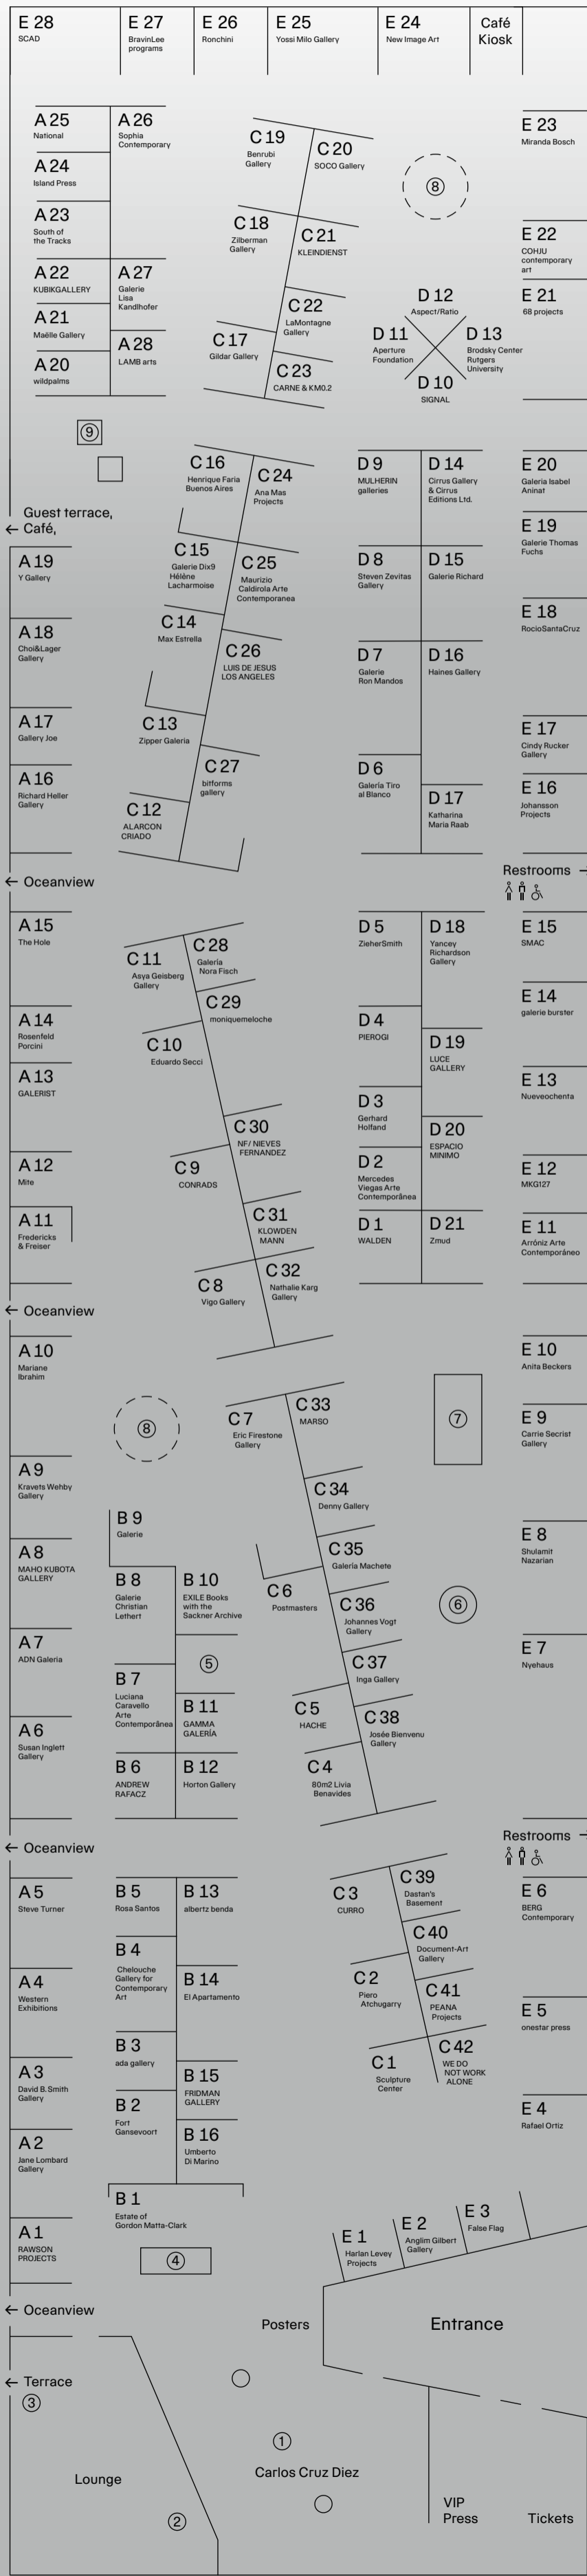 E 28
SCAD
E 27
BravinLee
programs
E 26
Ronchini
E 25
Yossi Milo Gallery
E 24
New Image Art
Café
Kiosk
A 25
National
A 26
Sophia
Contemporary
A 24
Island Press
A 23
South of
the Tracks
A 22
KUBIKGALLERY
A 27
Galerie
Lisa
Kandlhofer
A 21
Maëlle Gallery
A 28
LAMB arts
A 20
wildpalms
C 19
Benrubi
Gallery
C 20
SOCO Gallery
C 18
Zilberman
Gallery
C 21
KLEINDIENST
C 22
LaMontagne
Gallery
C 17
Gildar Gallery
C 23
CARNE & KM0.2
8
D 12
Aspect/Ratio
D 11
Aperture
Foundation
D 13
Brodsky Center
Rutgers
University
D 10
SIGNAL
E 23
Miranda Bosch
E 22
COHJU
contemporary
art
E 21
68 projects
9
Guest terrace,
← Café,
A 19
Y Gallery
A 18
Choi&Lager
Gallery
A 17
Gallery Joe
A 16
Richard Heller
Gallery
C 16
Henrique Faria
Buenos Aires
C 24
Ana Mas
Projects
C 15
Galerie Dix9
Hélène
Lacharmoise
C 25
Maurizio
Caldirola Arte
Contemporanea
C 14
Max Estrella
C 26
LUIS DE JESUS
LOS ANGELES
C 13
Zipper Galeria
C 27
bitforms
gallery
C 12
ALARCON
CRIADO
D 9
MULHERIN
galleries
D 14
Cirrus Gallery
& Cirrus
Editions Ltd.
D 8
Steven Zevitas
Gallery
D 15
Galerie Richard
D 7
Galerie
Ron Mandos
D 16
Haines Gallery
D 6
Galería Tiro
al Blanco
D 17
Katharina
Maria Raab
E 20
Galeria Isabel
Aninat
E 19
Galerie Thomas
Fuchs
E 18
RocioSantaCruz
E 17
Cindy Rucker
Gallery
E 16
Johansson
Projects
← Oceanview
Restrooms →
A 15
The Hole
A 14
Rosenfeld
Porcini
A 13
GALERIST
A 12
Mite
A 11
Fredericks
& Freiser
C 11
Asya Geisberg
Gallery
C 28
Galería
Nora Fisch
C 29
moniquemeloche
C 10
Eduardo Secci
C 30
NF/ NIEVES
FERNANDEZ
C 9
CONRADS
C 31
KLOWDEN
MANN
C 8
Vigo Gallery
C 32
Nathalie Karg
Gallery
D 5
ZieherSmith
D 18
Yancey
Richardson
Gallery
D 4
PIEROGI
D 19
LUCE
GALLERY
D 3
Gerhard
Hofland
D 20
ESPACIO
MINIMO
D 2
Mercedes
Viegas Arte
Contemporânea
D 1
WALDEN
D 21
Zmud
E 15
SMAC
E 14
galerie burster
E 13
Nueveochenta
E 12
MKG127
E 11
Arróniz Arte
Contemporáneo
← Oceanview
A 10
Mariane
Ibrahim
A 9
Kravets Wehby
Gallery
A 8
MAHO KUBOTA
GALLERY
A 7
ADN Galeria
A 6
Susan Inglett
Gallery
8
B 9
Galerie
B 8
Galerie
Christian
Lethert
B 10
EXILE Books
with the
Sackner Archive
5
B 7
Luciana
Caravello
Arte
Contemporânea
B 11
GAMMA
GALERÍA
B 6
ANDREW
RAFACZ
B 12
Horton Gallery
C 7
Eric Firestone
Gallery
C 33
MARSO
C 34
Denny Gallery
C 35
Galería Machete
C 6
Postmasters
C 36
Johannes Vogt
Gallery
C 37
Inga Gallery
C 5
HACHE
C 38
Josée Bienvenu
Gallery
C 4
80m2 Livia
Benavides
7
6
E 10
Anita Beckers
E 9
Carrie Secrist
Gallery
E 8
Shulamit
Nazarian
E 7
Nyehaus
← Oceanview
Restrooms →
A 5
Steve Turner
A 4
Western
Exhibitions
A 3
David B. Smith
Gallery
A 2
Jane Lombard
Gallery
A 1
RAWSON
PROJECTS
B 5
Rosa Santos
B 13
albertz benda
B 4
Chelouche
Gallery for
Contemporary
Art
B 14
El Apartamento
B 3
ada gallery
B 15
FRIDMAN
GALLERY
B 2
Fort
Gansevoort
B 16
Umberto
Di Marino
B 1
Estate of
Gordon Matta-Clark
4
C 3
CURRO
C 39
Dastan's
Basement
C 40
Document-Art
Gallery
C 2
Piero
Atchugarry
C 41
PEANA
Projects
C 1
Sculpture
Center
C 42
WE DO
NOT WORK
ALONE
E 6
BERG
Contemporary
E 5
onestar press
E 4
Rafael Ortiz
E 1
Harlan Levey
Projects
E 2
Anglim Gilbert
Gallery
E 3
False Flag
← Oceanview
Posters
Entrance
← Terrace
3
1
Carlos Cruz Diez
Lounge
2
VIP
Press
Tickets